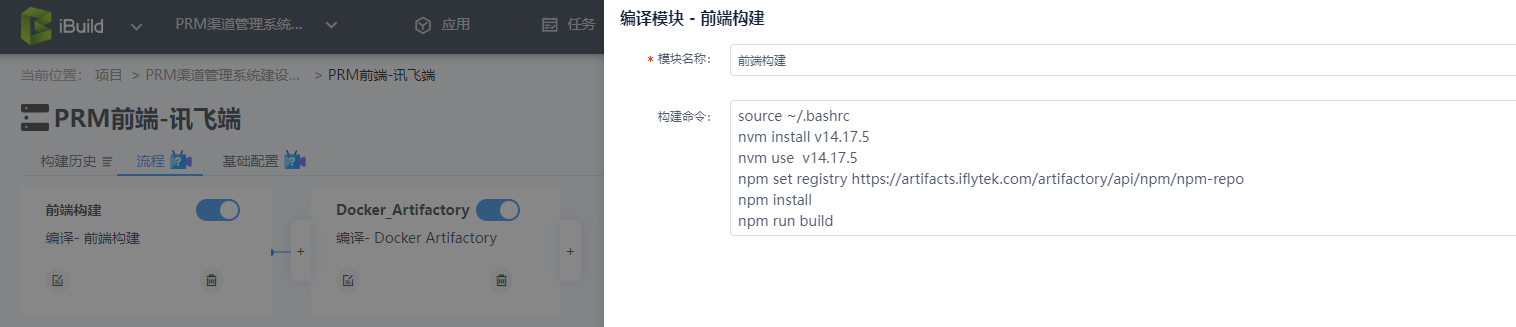 iBuild
PRM渠道管理系统...
应用
任务
当前位置: 项目 > PRM渠道管理系统建设... > PRM前端-讯飞端
PRM前端-讯飞端
构建历史
流程
基础配置
前端构建
编译- 前端构建
+
Docker_Artifactory
编译- Docker Artifactory
+
编译模块 - 前端构建
* 模块名称:
前端构建
构建命令:
source ~/.bashrc
nvm install v14.17.5
nvm use v14.17.5
npm set registry https://artifacts.iflytek.com/artifactory/api/npm/npm-repo
npm install
npm run build